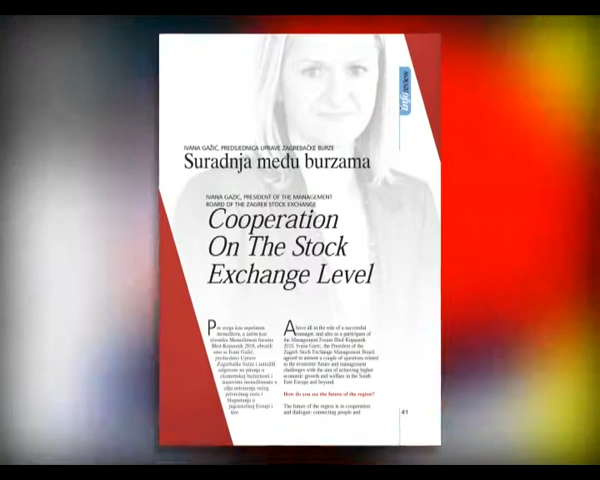 inforeview
IVANA GAŽIĆ, PREDSJEDNICA UPRAVE ZAGREBAČKE BURZE
Suradnja među burzama
IVANA GAZIC, PRESIDENT OF THE MANAGEMENT
BOARD OF THE ZAGREB STOCK EXCHANGE
Cooperation
On The Stock
Exchange Level
Above all in the role of a successful
manager, and also as a participant of
the Management Forum Bled-Kopaonik
2010, Ivana Gazic, the President of the
Zagreb Stock Exchange Management Board
agreed to answer a couple of questions related
to the economy future and management
challenges with the aim of achieving higher
economic growth and welfare in the South
East Europe and beyond
How do you see the future of the region?
The future of the region is in cooperation
and dialogue: connecting people and
41